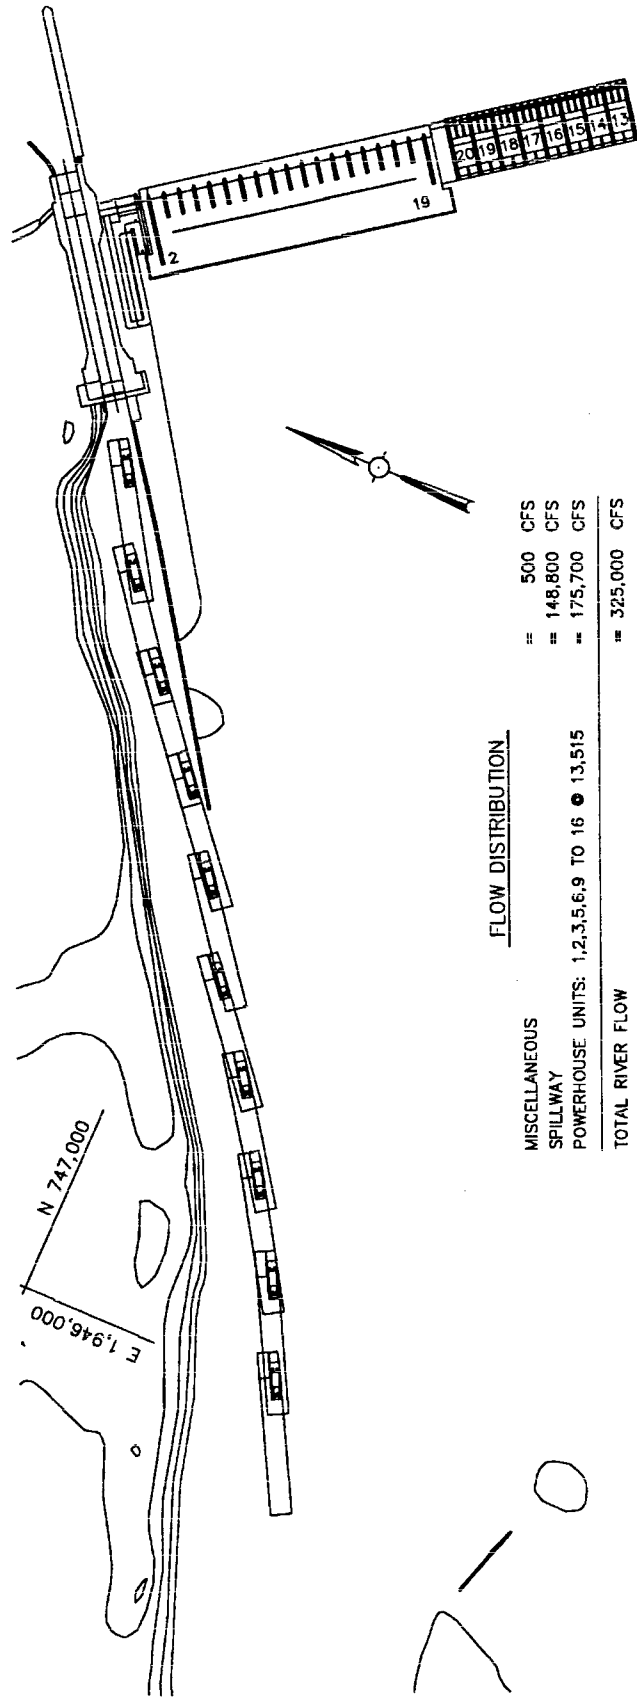 20 19 18 17 16 15 14 13
2
19
N 747,000
E 1,946,000
FLOW DISTRIBUTION
MISCELLANEOUS = 500 CFS
SPILLWAY = 148,800 CFS
POWERHOUSE UNITS: 1,2,3,5,6,9 TO 16 @ 13,515 = 175,700 CFS
TOTAL RIVER FLOW = 325,000 CFS